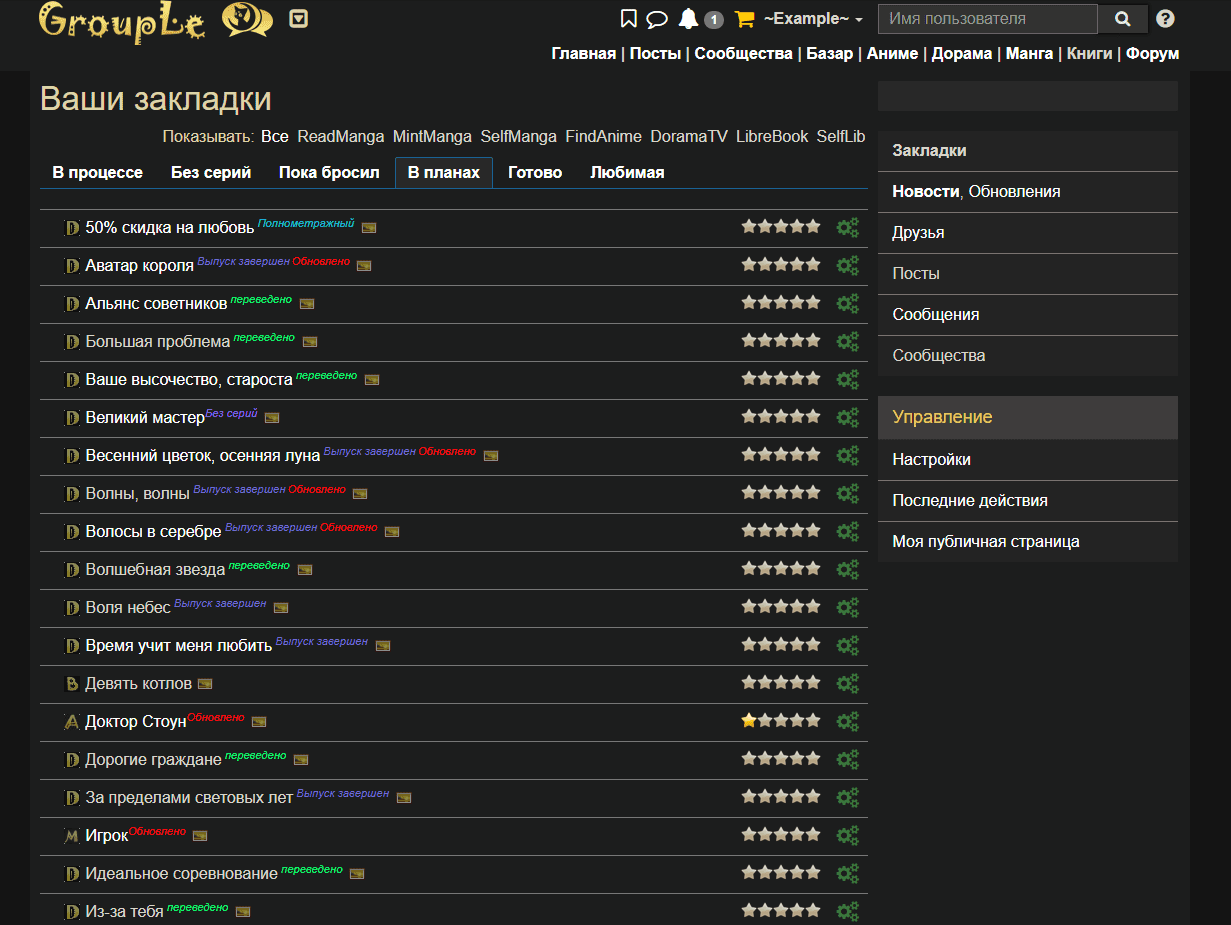 GroupLe
1 ~Example~ Имя пользователя
Главная | Посты | Сообщества | Базар | Аниме | Дорама | Манга | Книги | Форум
Ваши закладки
Показывать: Все ReadManga MintManga SelfManga FindAnime DoramaTV LibreBook SelfLib
В процессе Без серий Пока бросил В планах Готово Любимая
D 50% скидка на любовь Полнометражный
D Аватар короля Выпуск завершен Обновлено
D Альянс советников переведено
D Большая проблема переведено
D Ваше высочество, староста переведено
D Великий мастер Без серий
D Весенний цветок, осенняя луна Выпуск завершен Обновлено
D Волны, волны Выпуск завершен Обновлено
D Волосы в серебре Выпуск завершен Обновлено
D Волшебная звезда переведено
D Воля небес Выпуск завершен
D Время учит меня любить Выпуск завершен
B Девять котлов
A Доктор Стоун Обновлено
D Дорогие граждане переведено
D За пределами световых лет Выпуск завершен
M Игрок Обновлено
D Идеальное соревнование переведено
D Из-за тебя переведено
Закладки
Новости, Обновления
Друзья
Посты
Сообщения
Сообщества
Управление
Настройки
Последние действия
Моя публичная страница